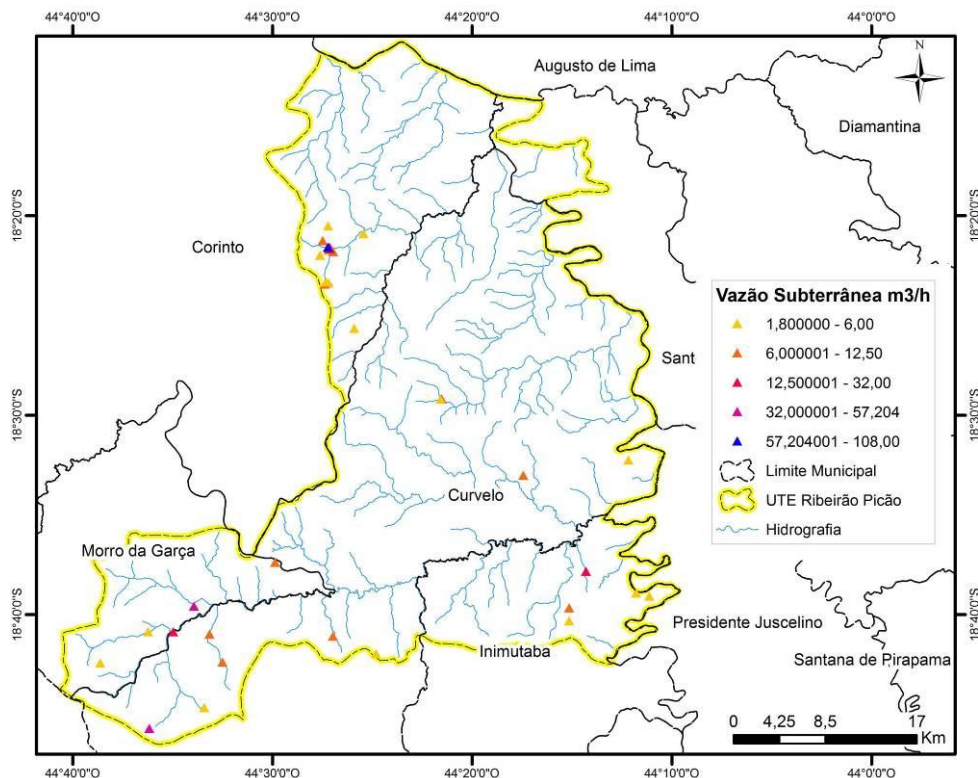 44°40'0"O 44°30'0"O 44°20'0"O 44°10'0"O 44°0'0"O
N
Augusto de Lima
Diamantina
18°20'0"S 18°20'0"S
Corinto
Vazão Subterrânea m3/h
1,800000 - 6,00
6,000001 - 12,50
Sant
12,500001 - 32,00
32,000001 - 57,204
18°30'0"S 18°30'0"S
57,204001 - 108,00
Limite Municipal
Curvelo
UTE Ribeirão Picão
Hidrografia
Morro da Garça
18°40'0"S 18°40'0"S
Presidente Juscelino
Inimutaba
Santana de Pirapama
0 4,25 8,5 17
Km
44°40'0"O 44°30'0"O 44°20'0"O 44°10'0"O 44°0'0"O